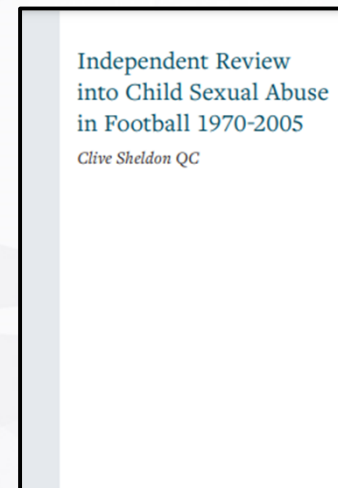 Independent Review
into Child Sexual Abuse
in Football 1970-2005
Clive Sheldon QC